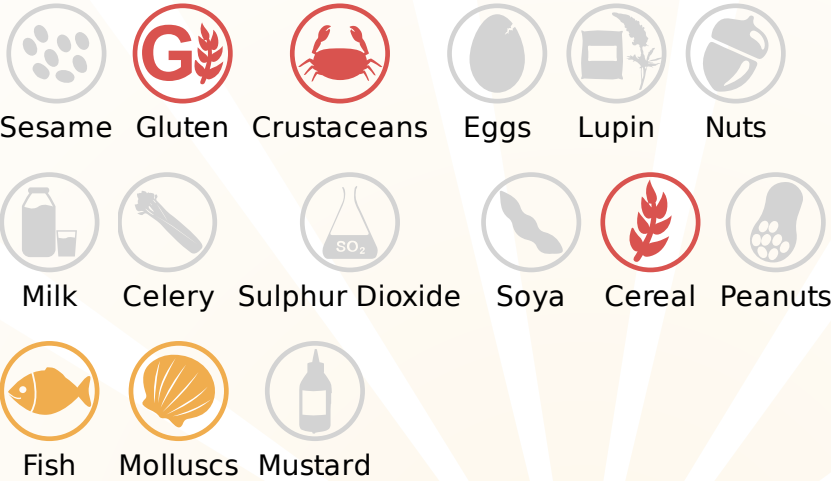 G
Sesame Gluten Crustaceans Eggs Lupin Nuts
SO₂
Milk Celery Sulphur Dioxide Soya Cereal Peanuts
Fish Molluscs Mustard